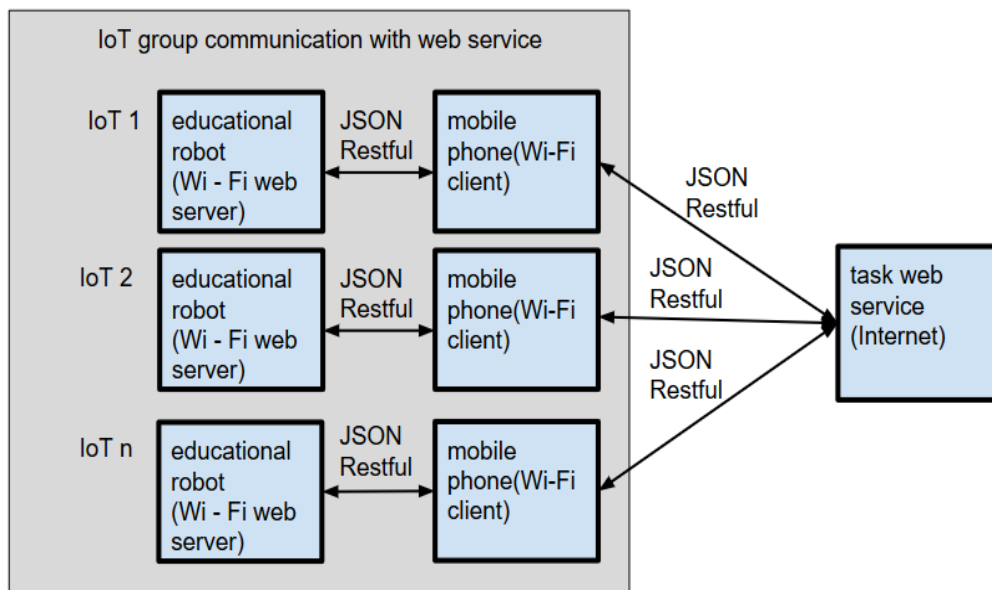 IoT group communication with web service
IoT 1
educational
robot
(Wi - Fi web
server)
JSON
Restful
mobile
phone(Wi-Fi
client)
JSON
Restful
IoT 2
educational
robot
(Wi - Fi web
server)
JSON
Restful
mobile
phone(Wi-Fi
client)
JSON
Restful
task web
service
(Internet)
IoT n
educational
robot
(Wi - Fi web
server)
JSON
Restful
mobile
phone(Wi-Fi
client)
JSON
Restful